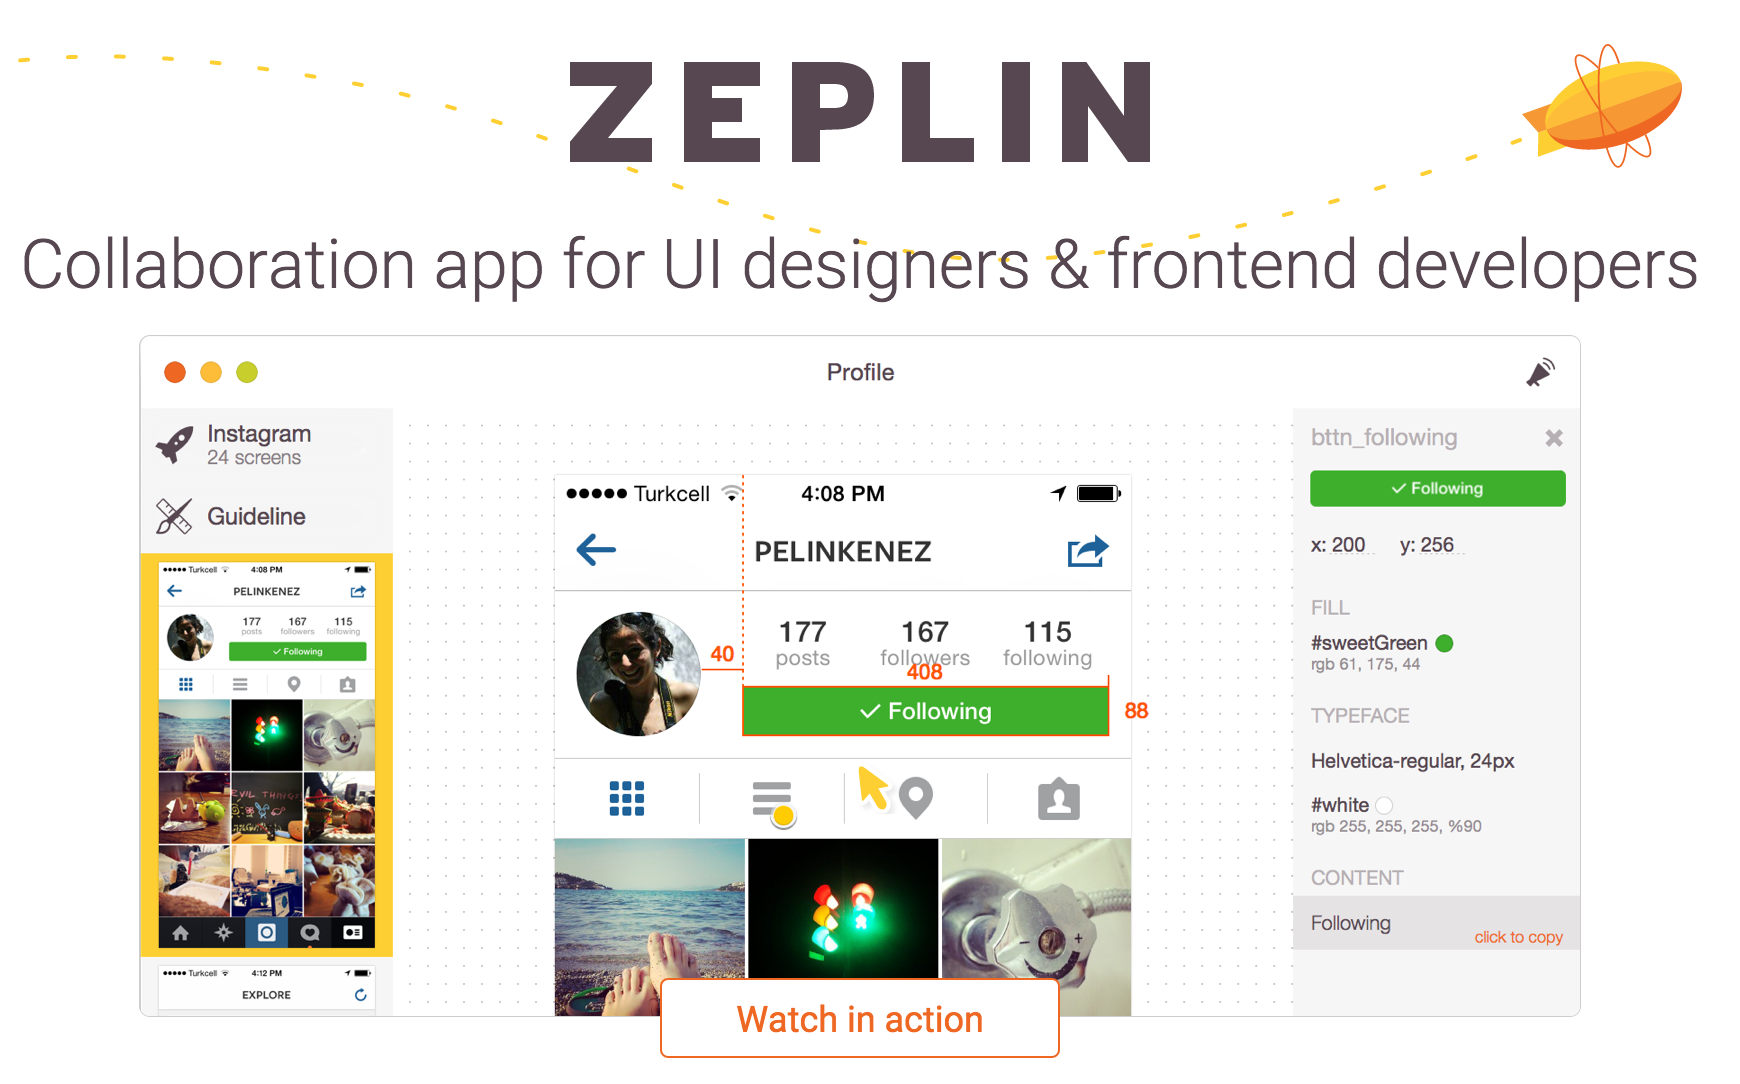 ZEPLIN
Collaboration app for UI designers & frontend developers
Profile
Instagram
24 screens
Guideline
Turkcell 4:08 PM
PELINKENEZ
177 167 115
posts followers following
Following
EVIL THINGS
Turkcell 4:12 PM
EXPLORE
Turkcell 4:08 PM
PELINKENEZ
177 167 115
posts followers following
40
408
Following
88
Watch in action
bttn_following
Following
x: 200 y: 256
FILL
#sweetGreen
rgb 61, 175, 44
TYPEFACE
Helvetica-regular, 24px
#white
rgb 255, 255, 255, %90
CONTENT
Following
click to copy